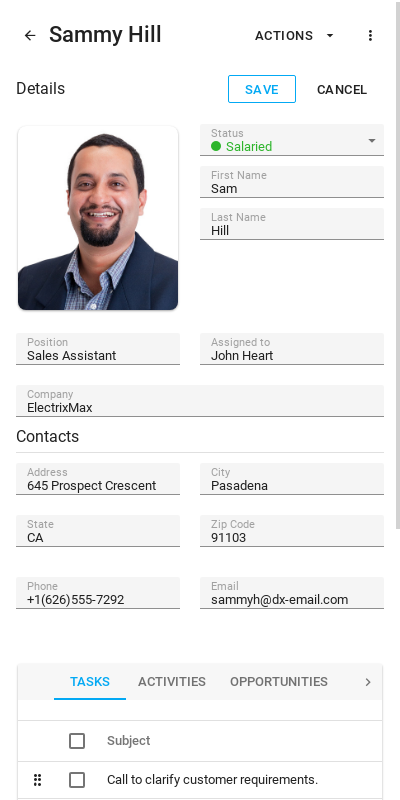 Sammy Hill
ACTIONS
Details
SAVE
CANCEL
Status
Salaried
First Name
Sam
Last Name
Hill
Position
Sales Assistant
Assigned to
John Heart
Company
ElectrixMax
Contacts
Address
645 Prospect Crescent
City
Pasadena
State
CA
Zip Code
91103
Phone
+1(626)555-7292
Email
sammyh@dx-email.com
TASKS
ACTIVITIES
OPPORTUNITIES
Subject
Call to clarify customer requirements.